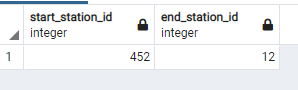 start_station_id end_station_id
integer integer
1 452 12